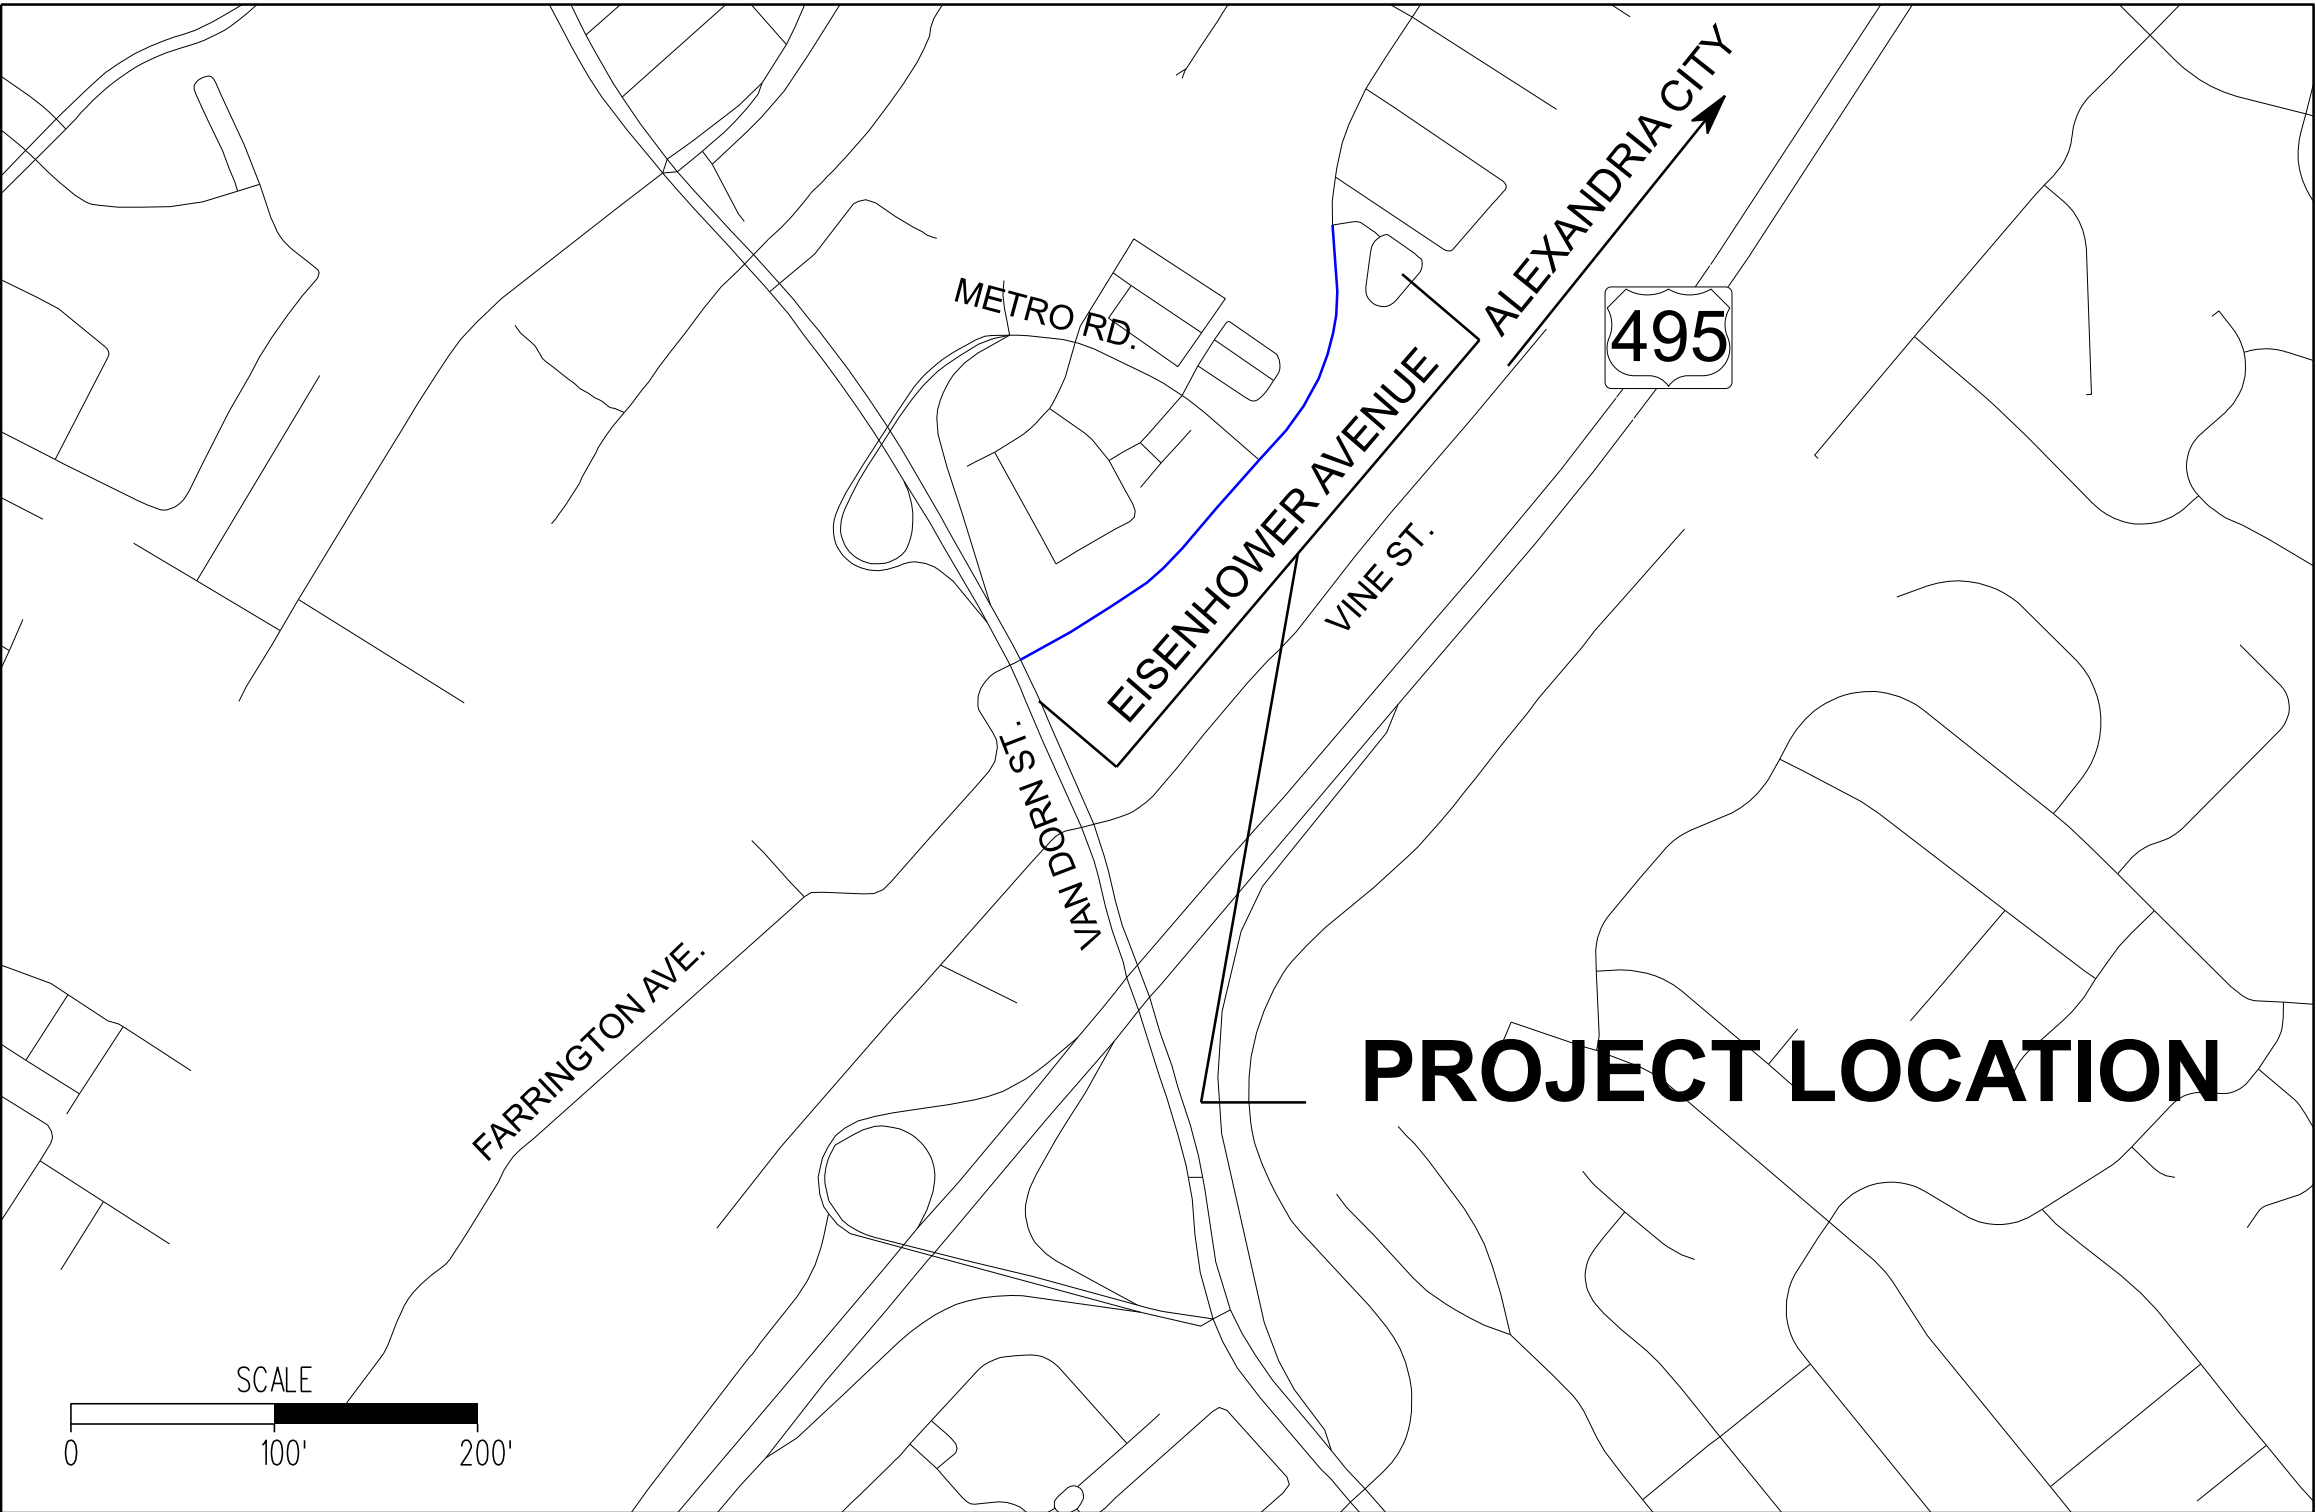 ALEXANDRIA CITY
METRO RD.
495
EISENHOWER AVENUE
VINE ST.
VAN DORN ST.
FARRINGTON AVE.
PROJECT LOCATION
SCALE
0 100' 200'